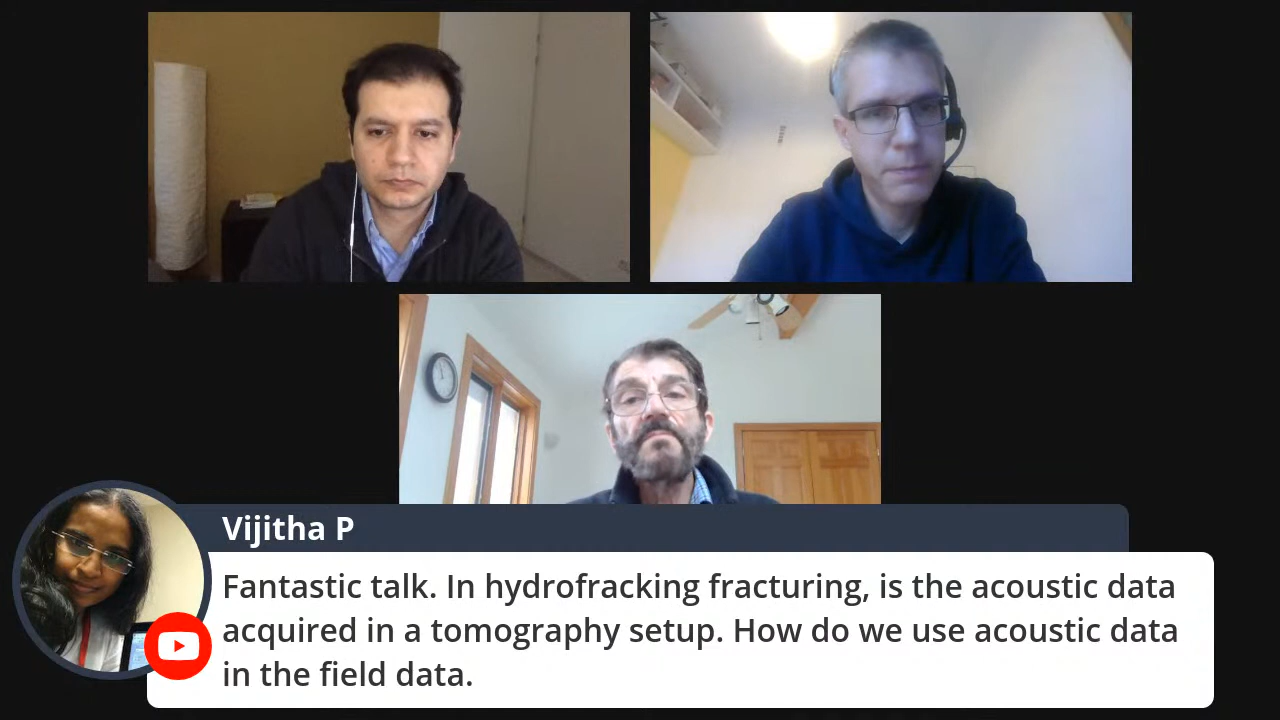 Vijitha P
Fantastic talk. In hydrofracking fracturing, is the acoustic data
acquired in a tomography setup. How do we use acoustic data
in the field data.